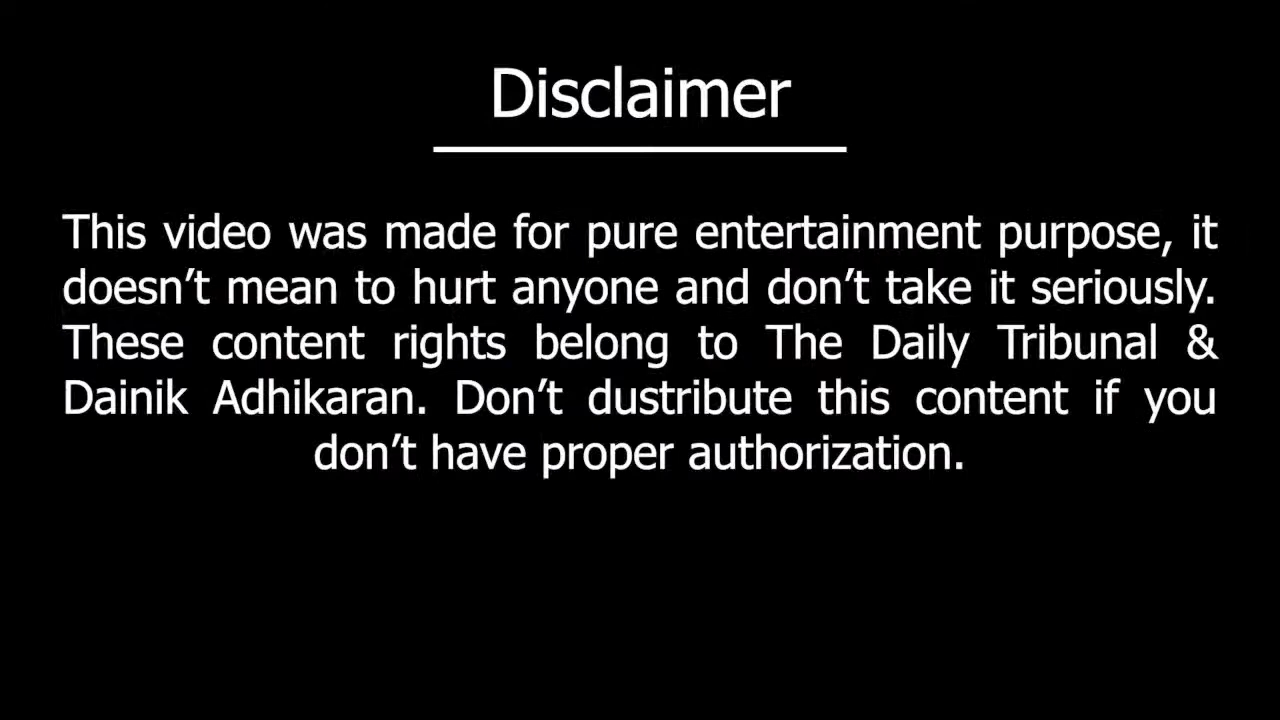 Disclaimer
This video was made for pure entertainment purpose, it
doesn’t mean to hurt anyone and don’t take it seriously.
These content rights belong to The Daily Tribunal &
Dainik Adhikaran. Don’t dustribute this content if you
don’t have proper authorization.